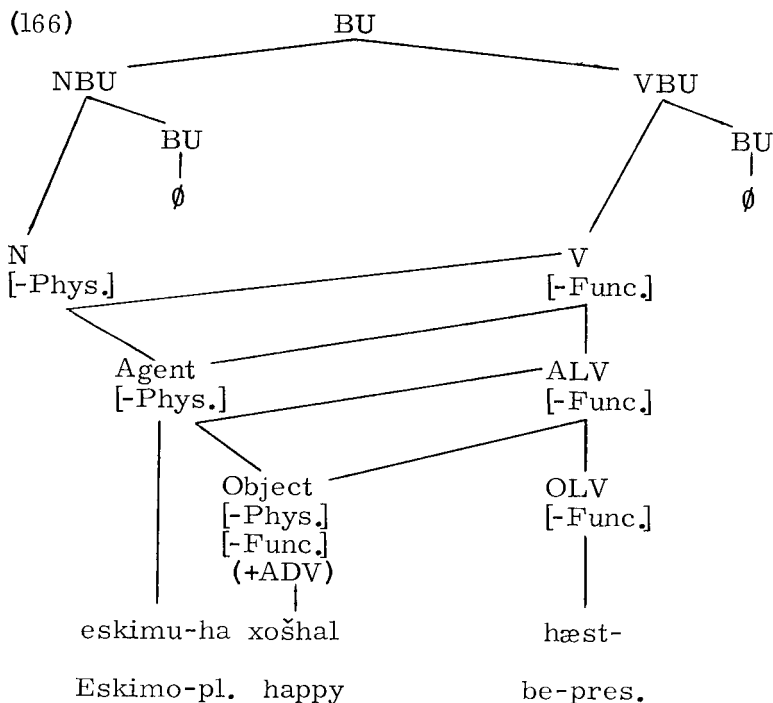 (166) BU
NBU VBU
BU BU
∅ ∅
N V
[-Phys.] [-Func.]
Agent ALV
[-Phys.] [-Func.]
Object OLV
[-Phys.] [-Func.]
[-Func.]
(+ADV)
eskimu-ha xošhal hæst-
Eskimo-pl. happy be-pres.